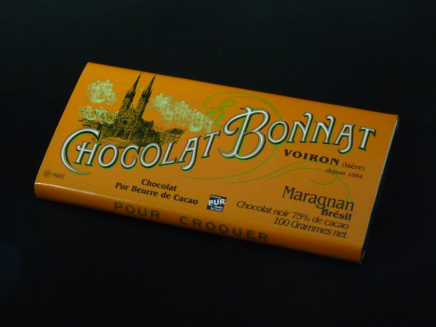 CHOCOLAT BONNAT
VOIRON (Isère)
depuis 1884
Chocolat
Pur Beurre de Cacao
PUR
Maragnan
Brésil
Chocolat noir 75% de cacao
100 Grammes net
POUR CROQUER